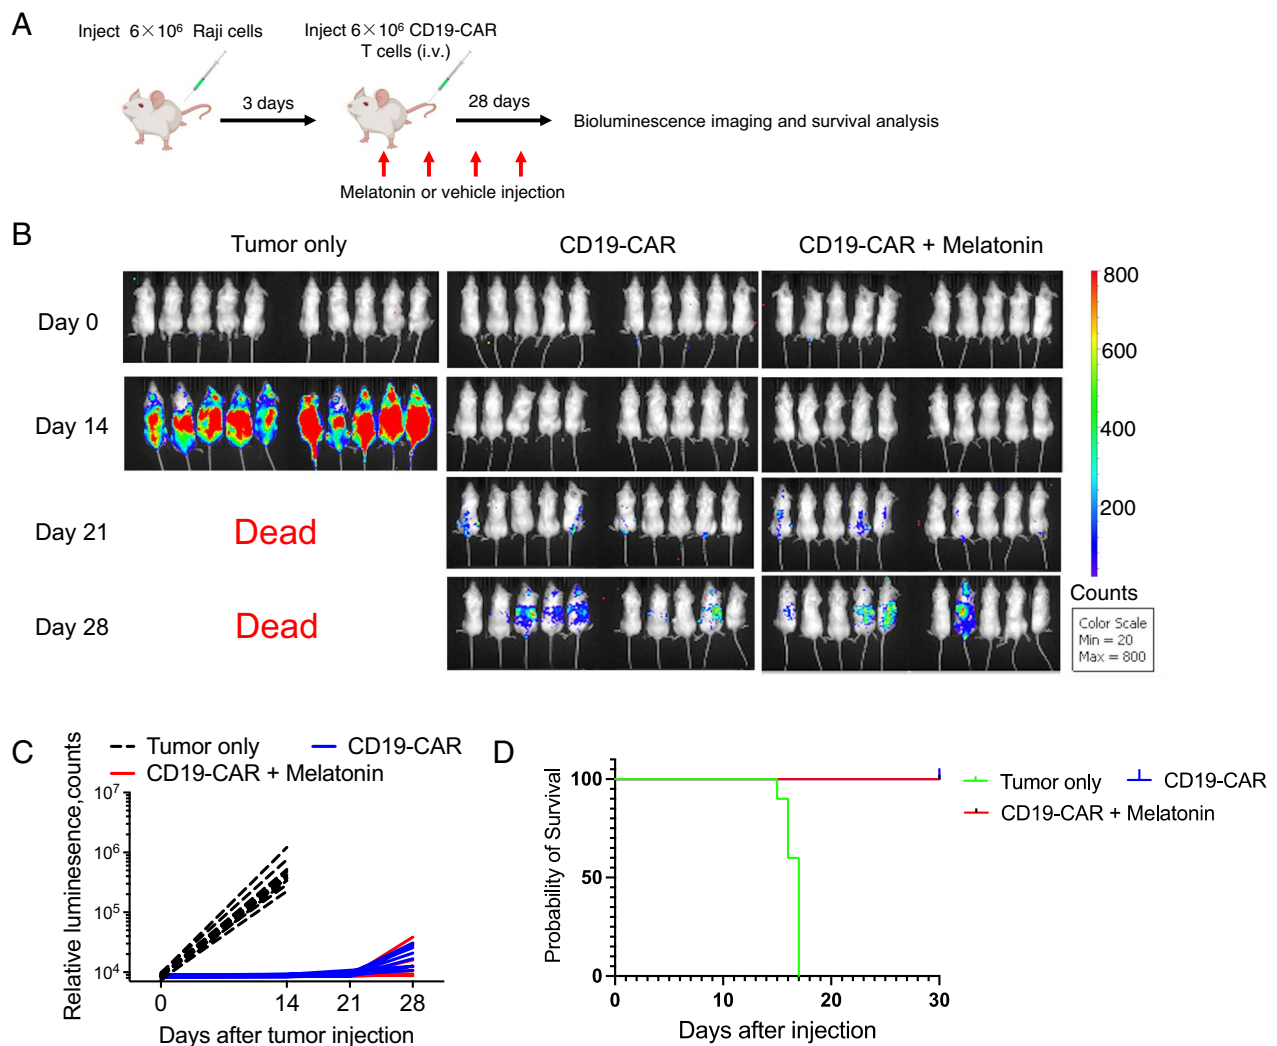 A
Inject 6×10⁶ Raji cells
Inject 6×10⁶ CD19-CAR
T cells (i.v.)
3 days
28 days
Bioluminescence imaging and survival analysis
Melatonin or vehicle injection
B
Tumor only
CD19-CAR
CD19-CAR + Melatonin
Day 0
Day 14
Day 21
Dead
Day 28
Dead
800
600
400
200
Counts
Color Scale
Min = 20
Max = 800
C
Tumor only
CD19-CAR
CD19-CAR + Melatonin
Relative luminesence,counts
10⁷
10⁶
10⁵
10⁴
0
14
21
28
Days after tumor injection
D
Probability of Survival
100
50
0
0
10
20
30
Days after injection
Tumor only
CD19-CAR
CD19-CAR + Melatonin